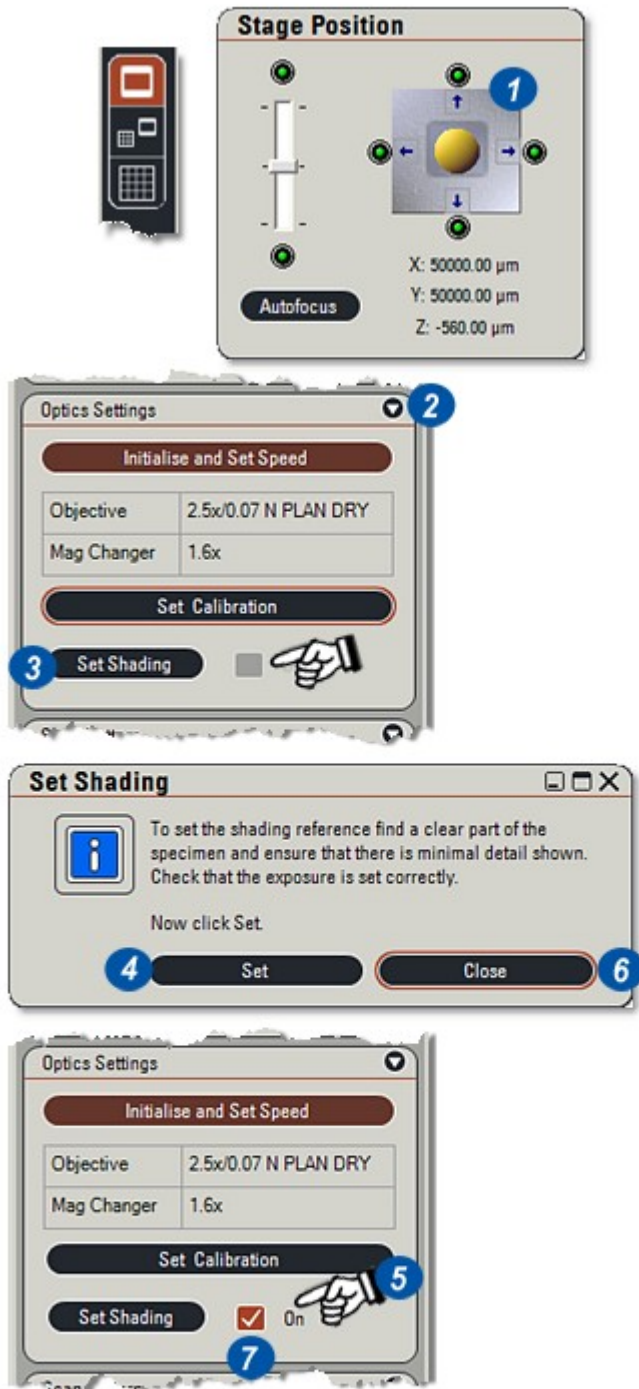 Stage Position
1
Autofocus
X: 50000.00 µm
Y: 50000.00 µm
Z: -560.00 µm
Optics Settings
2
Initialise and Set Speed
Objective 2.5x/0.07 N PLAN DRY
Mag Changer 1.6x
Set Calibration
3 Set Shading
Set Shading
To set the shading reference find a clear part of the
specimen and ensure that there is minimal detail shown.
Check that the exposure is set correctly.
Now click Set.
4 Set Close 6
Optics Settings
Initialise and Set Speed
Objective 2.5x/0.07 N PLAN DRY
Mag Changer 1.6x
Set Calibration
5
Set Shading On
7